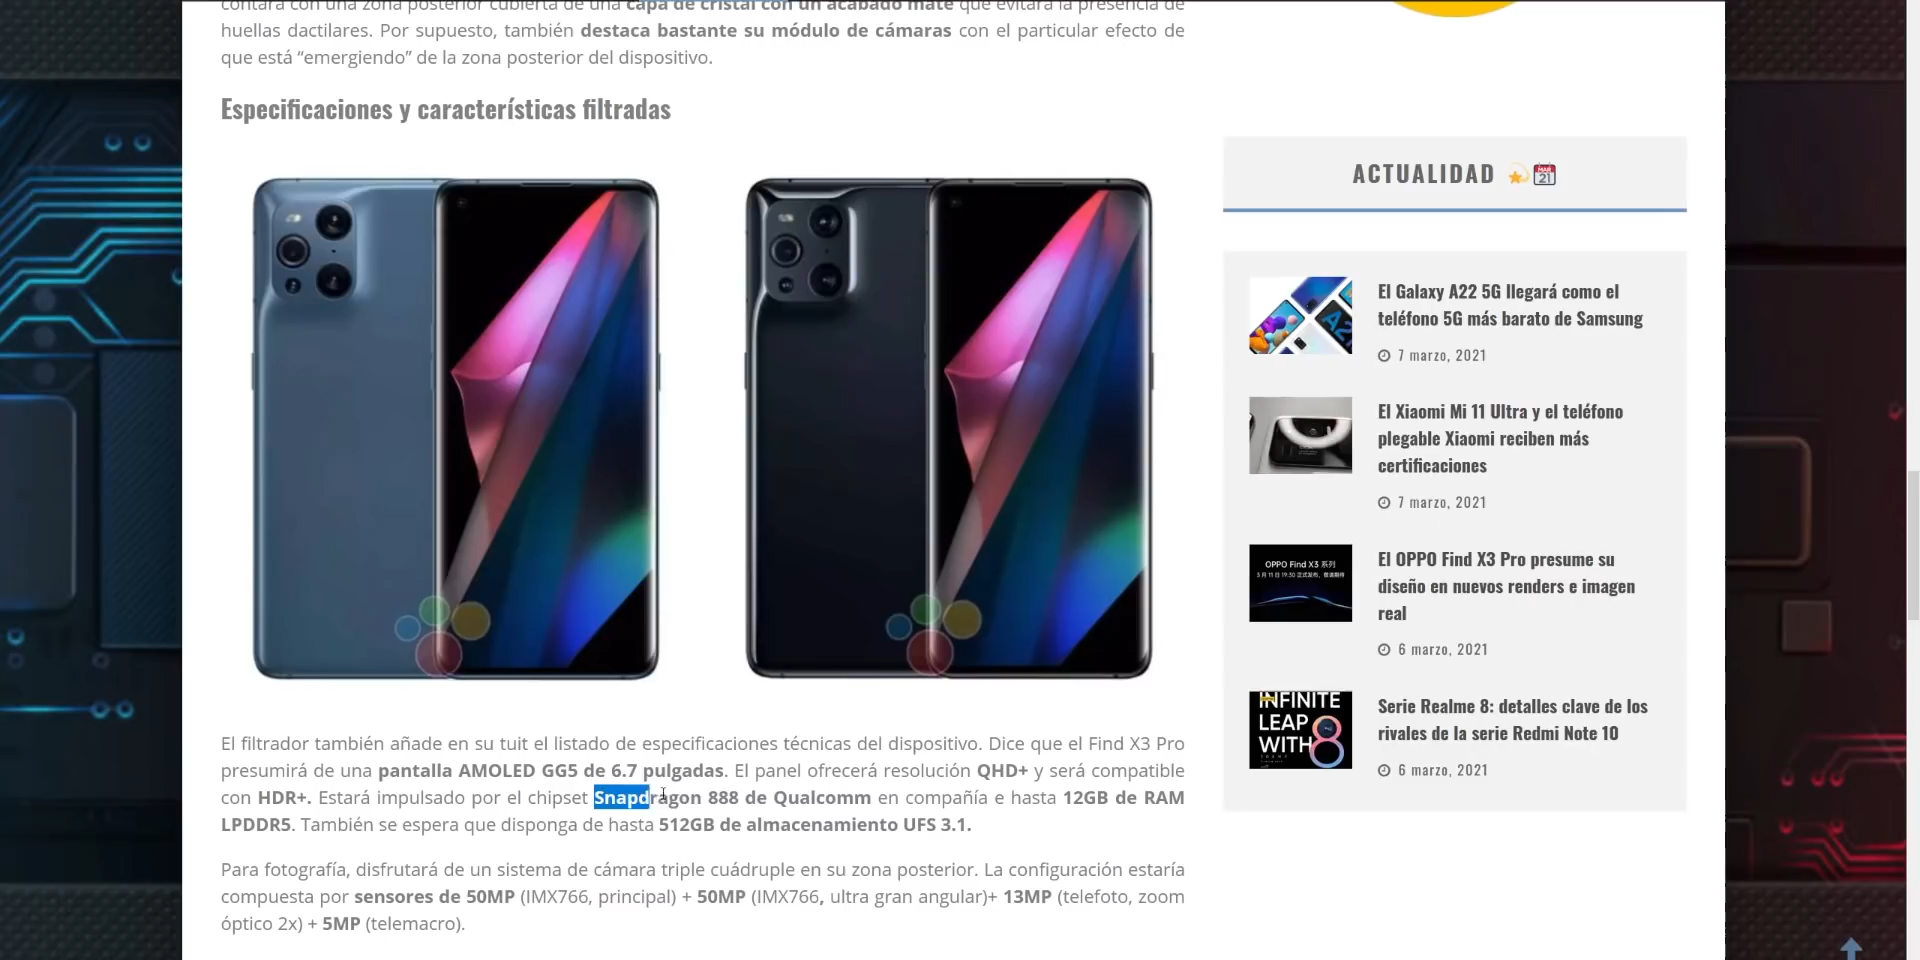 contará con una zona posterior cubierta de una capa de cristal con un acabado mate que evitará la presencia de
huellas dactilares. Por supuesto, también destaca bastante su módulo de cámaras con el particular efecto de
que está “emergiendo” de la zona posterior del dispositivo.
Especificaciones y características filtradas
El filtrador también añade en su tuit el listado de especificaciones técnicas del dispositivo. Dice que el Find X3 Pro
presumirá de una pantalla AMOLED GG5 de 6.7 pulgadas. El panel ofrecerá resolución QHD+ y será compatible
con HDR+. Estará impulsado por el chipset Snapdragon 888 de Qualcomm en compañía e hasta 12GB de RAM
LPDDR5. También se espera que disponga de hasta 512GB de almacenamiento UFS 3.1.
Para fotografía, disfrutará de un sistema de cámara triple cuádruple en su zona posterior. La configuración estaría
compuesta por sensores de 50MP (IMX766, principal) + 50MP (IMX766, ultra gran angular)+ 13MP (telefoto, zoom
óptico 2x) + 5MP (telemacro).
ACTUALIDAD
MAR
21
El Galaxy A22 5G llegará como el
teléfono 5G más barato de Samsung
7 marzo, 2021
El Xiaomi Mi 11 Ultra y el teléfono
plegable Xiaomi reciben más
certificaciones
7 marzo, 2021
OPPO Find X3 系列
3月11日 19:30
El OPPO Find X3 Pro presume su
diseño en nuevos renders e imagen
real
6 marzo, 2021
INFINITE
LEAP
WITH 8
Serie Realme 8: detalles clave de los
rivales de la serie Redmi Note 10
6 marzo, 2021